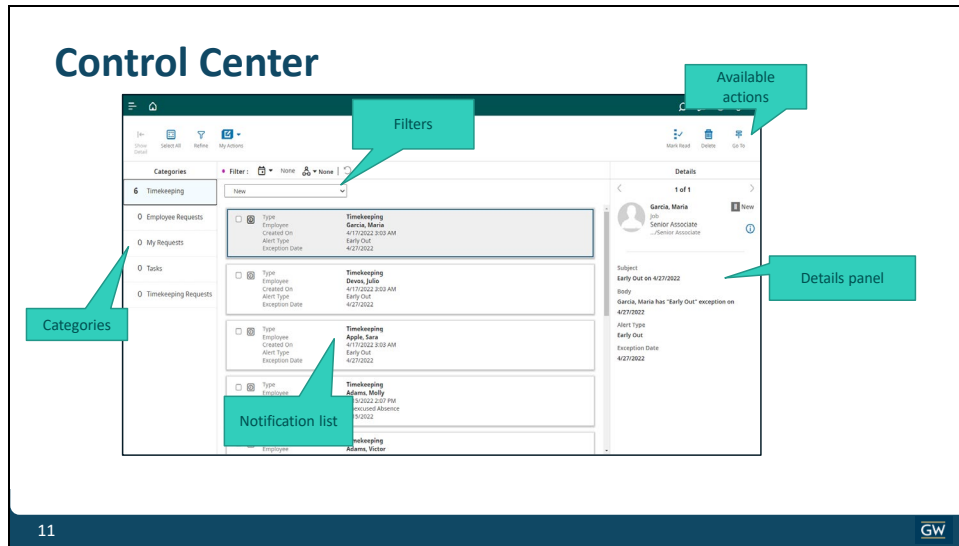 Control Center
Available
actions
Filters
Show
Detail
Select All
Refine
My Actions
Mark Read
Delete
Go To
Categories
Filter :
None
None
Details
6 Timekeeping
New
1 of 1
0 Employee Requests
0 My Requests
0 Tasks
0 Timekeeping Requests
Type Timekeeping
Employee Garcia, Maria
Created On 4/17/2022 3:03 AM
Alert Type Early Out
Exception Date 4/27/2022
Type Timekeeping
Employee Devos, Julio
Created On 4/17/2022 3:03 AM
Alert Type Early Out
Exception Date 4/27/2022
Type Timekeeping
Employee Apple, Sara
Created On 4/17/2022 3:03 AM
Alert Type Early Out
Exception Date 4/27/2022
Type Timekeeping
Employee Adams, Molly
2:07 PM
Absence
Employee Adams, Victor
Garcia, Maria
New
Job
Senior Associate
.../Senior Associate
Subject
Early Out on 4/27/2022
Body
Garcia, Maria has "Early Out" exception on
4/27/2022
Alert Type
Early Out
Exception Date
4/27/2022
Details panel
Categories
Notification list
11
GW